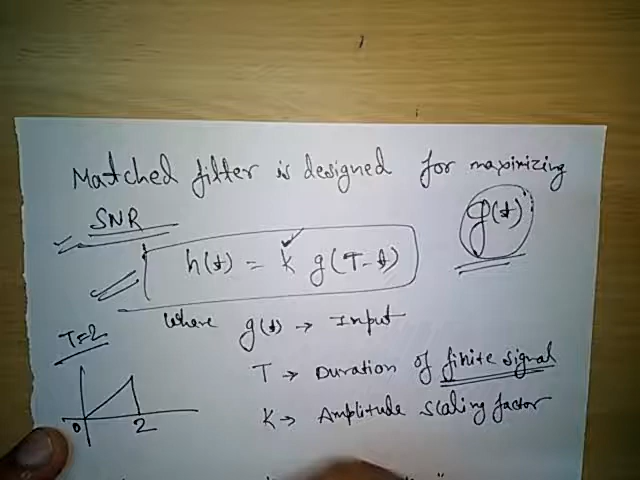 Matched filter is designed for maximizing
SNR
g(t)
h(t) = k g(T-t)
where g(t) → Input
T=2
T → Duration of finite signal
K → Amplitude scaling factor
0 2